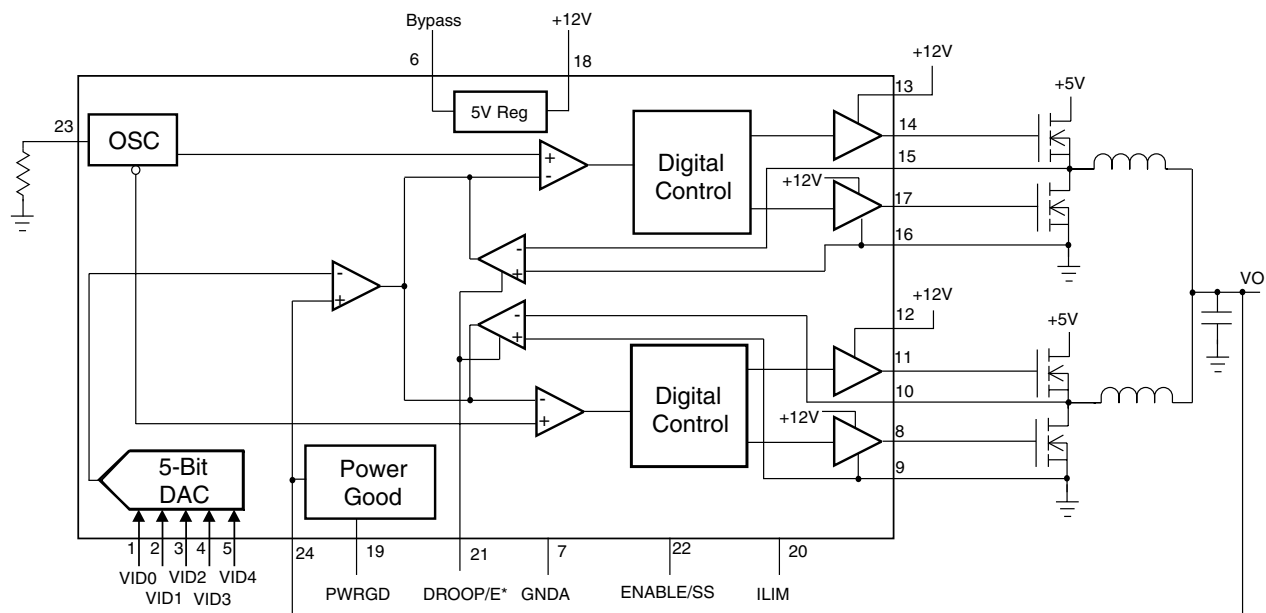 Bypass
+12V
6
18
+12V
13
+5V
5V Reg
23
OSC
14
+
-
Digital
Control
15
+12V
17
-
+
16
-
+
VO
+12V
12
+5V
-
+
11
10
Digital
Control
-
+
+12V
8
9
5-Bit
DAC
Power
Good
1
2
3
4
5
24
19
21
7
22
20
VID0
VID2
VID4
VID1
VID3
PWRGD
DROOP/E*
GNDA
ENABLE/SS
ILIM